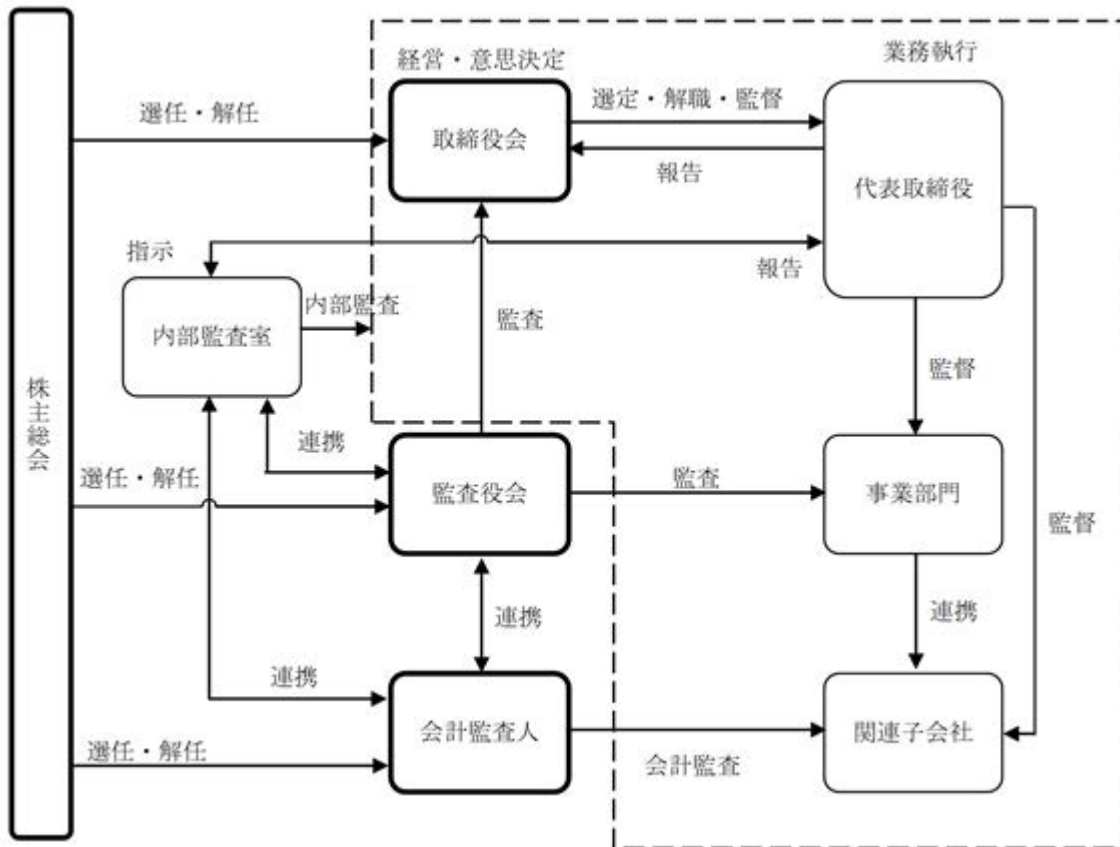 経営・意思決定
業務執行
選任・解任
取締役会
選定・解職・監督
報告
代表取締役
指示
報告
内部監査室
内部監査
監査
監督
株主総会
連携
選任・解任
監査役会
監査
事業部門
監督
連携
連携
連携
選任・解任
会計監査人
会計監査
関連子会社